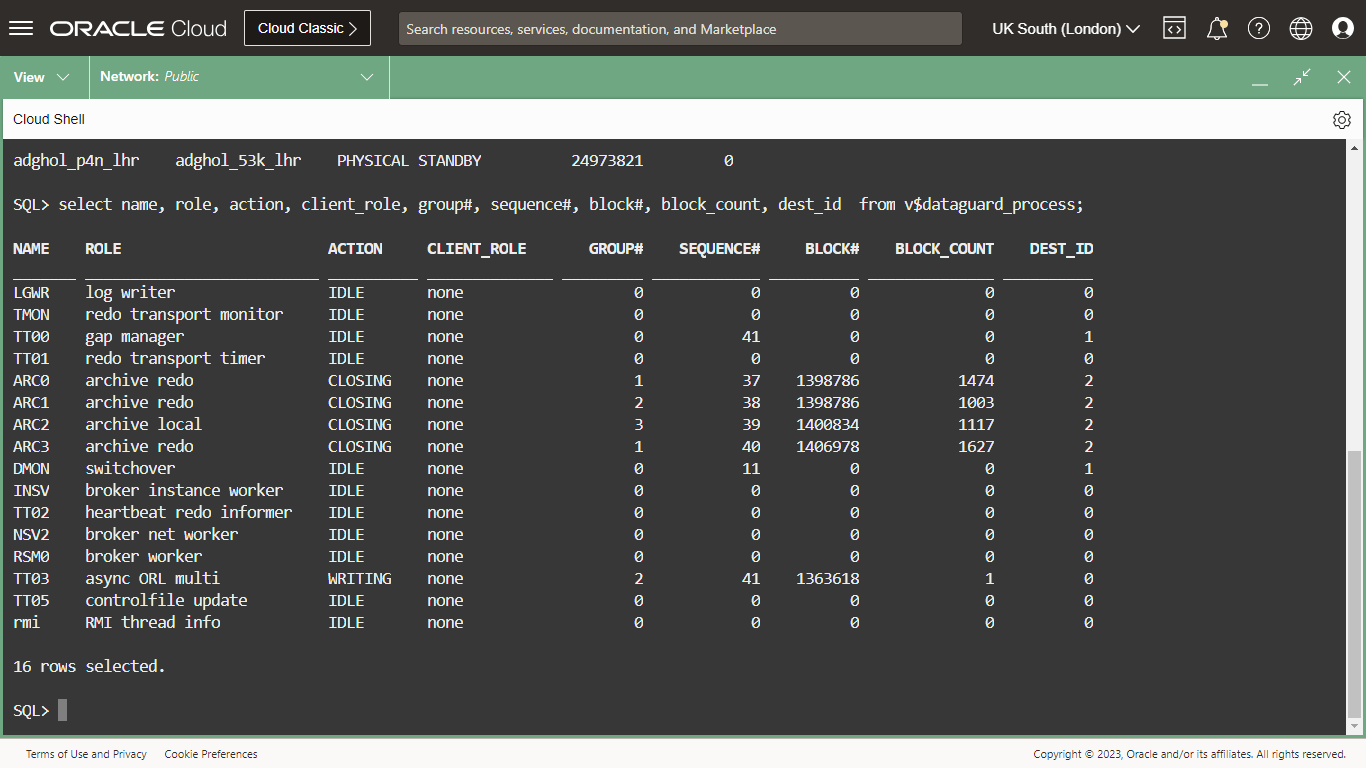 ORACLE Cloud Cloud Classic Search resources, services, documentation, and Marketplace UK South (London)
View Network: Public
Cloud Shell
adghol_p4n_lhr adghol_53k_lhr PHYSICAL STANDBY 24973821 0
SQL> select name, role, action, client_role, group#, sequence#, block#, block_count, dest_id  from v$dataguard_process;
NAME ROLE ACTION CLIENT_ROLE GROUP# SEQUENCE# BLOCK# BLOCK_COUNT DEST_ID
LGWR log writer IDLE none 0 0 0 0 0
TMON redo transport monitor IDLE none 0 0 0 0 0
TT00 gap manager IDLE none 0 41 0 0 1
TT01 redo transport timer IDLE none 0 0 0 0 0
ARC0 archive redo CLOSING none 1 37 1398786 1474 2
ARC1 archive redo CLOSING none 2 38 1398786 1003 2
ARC2 archive local CLOSING none 3 39 1400834 1117 2
ARC3 archive redo CLOSING none 1 40 1406978 1627 2
DMON switchover IDLE none 0 11 0 0 1
INSV broker instance worker IDLE none 0 0 0 0 0
TT02 heartbeat redo informer IDLE none 0 0 0 0 0
NSV2 broker net worker IDLE none 0 0 0 0 0
RSM0 broker worker IDLE none 0 0 0 0 0
TT03 async ORL multi WRITING none 2 41 1363618 1 0
TT05 controlfile update IDLE none 0 0 0 0 0
rmi RMI thread info IDLE none 0 0 0 0 0
16 rows selected.
SQL>
Terms of Use and Privacy Cookie Preferences Copyright © 2023, Oracle and/or its affiliates. All rights reserved.